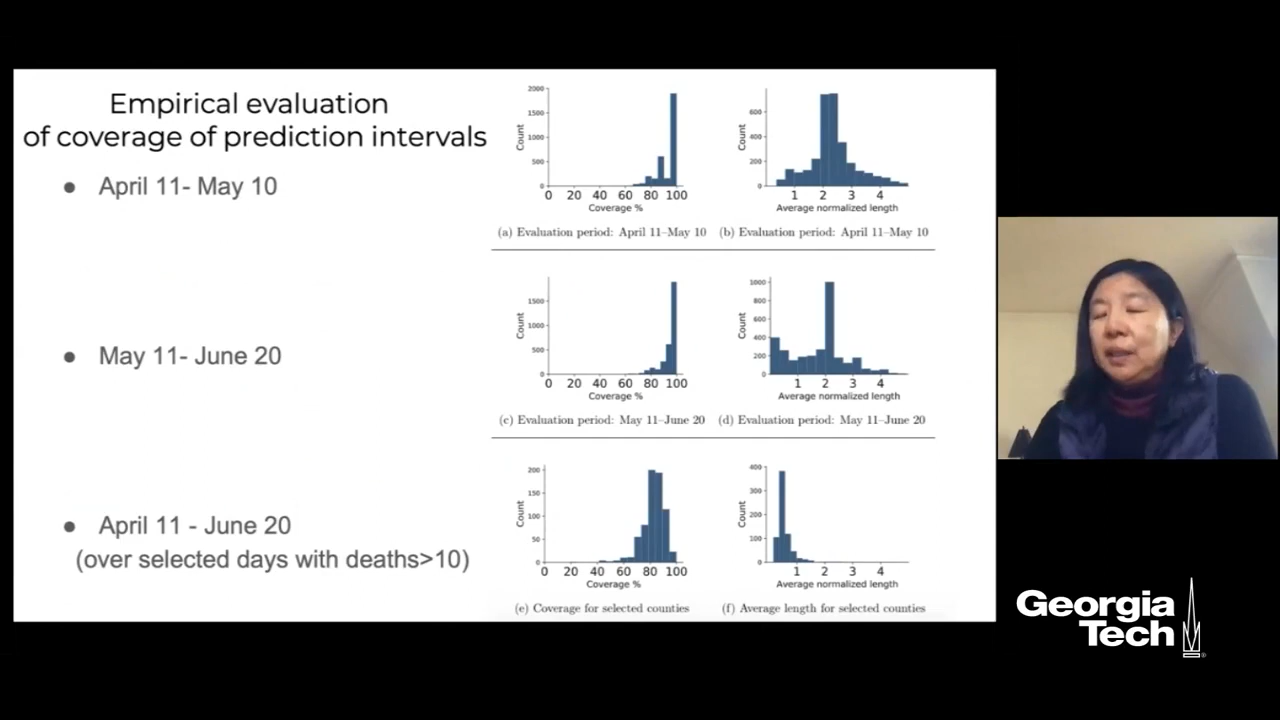 Empirical evaluation
of coverage of prediction intervals
● April 11- May 10
● May 11- June 20
● April 11 - June 20
(over selected days with deaths>10)
2000
1500
1000
500
0
Count
0 20 40 60 80 100
Coverage %
(a) Evaluation period: April 11–May 10
600
400
200
0
Count
1 2 3 4
Average normalized length
(b) Evaluation period: April 11–May 10
1500
1000
500
0
Count
0 20 40 60 80 100
Coverage %
(c) Evaluation period: May 11–June 20
1000
800
600
400
200
0
Count
1 2 3 4
Average normalized length
(d) Evaluation period: May 11–June 20
200
150
100
50
0
Count
0 20 40 60 80 100
Coverage %
(e) Coverage for selected counties
400
300
200
100
0
Count
1 2 3 4
Average normalized length
(f) Average length for selected counties
Georgia
Tech
®